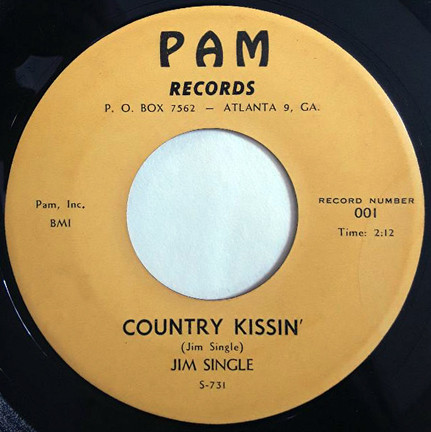 PAM
RECORDS
P. O. BOX 7562 — ATLANTA 9, GA.
Pam, Inc.
BMI
RECORD NUMBER
001
Time: 2:12
COUNTRY KISSIN'
(Jim Single)
JIM SINGLE
S-731